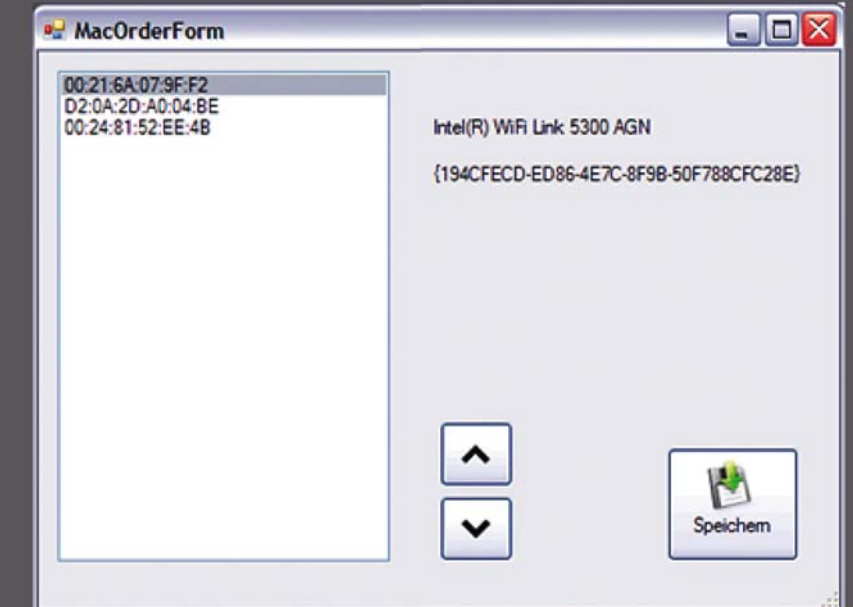 MacOrderForm
00:21:6A:07:9F:F2
D2:0A:2D:A0:04:BE
00:24:81:52:EE:4B
Intel(R) WiFi Link 5300 AGN
{194CFECD-ED86-4E7C-8F9B-50F788CFC28E}
Speichern